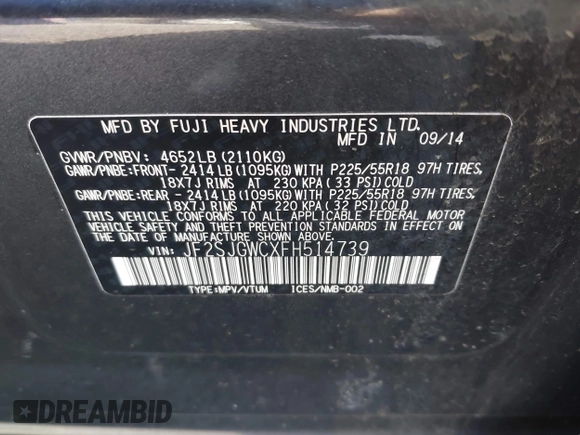 MFD BY FUJI HEAVY INDUSTRIES LTD.
MFD IN 09/14
GVWR/PNBV: 4652LB (2110KG)
GAWR/PNBE:FRONT-2414LB(1095KG)WITH P225/55R18 97H TIRES,
18X7J RIMS AT 230 KPA( 33 PSI)COLD
GAWR/PNBE:REAR -2414LB(1095KG)WITH P225/55R18 97H TIRES,
18X7J RIMS AT 220 KPA( 32 PSI)COLD
THIS VEHICLE CONFORMS TO ALL APPLICABLE FEDERAL MOTOR
VEHICLE SAFETY AND THEFT PREVENTION STANDARDS IN EFFECT ON
THE DATE OF MANUFACTURE SHOWN ABOVE.
VIN: JF2SJGWCXFH514739
TYPE:MPV/VTUM ICES/NMB-002
DREAMBID